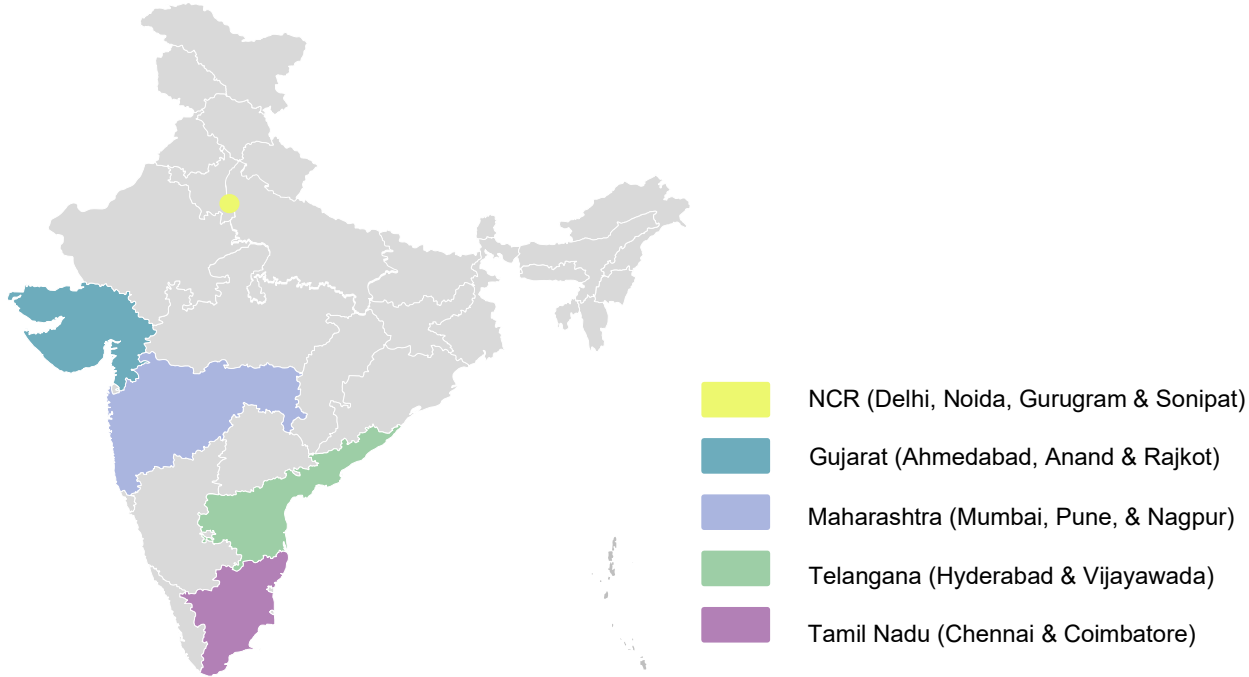 NCR (Delhi, Noida, Gurugram & Sonipat)
Gujarat (Ahmedabad, Anand & Rajkot)
Maharashtra (Mumbai, Pune, & Nagpur)
Telangana (Hyderabad & Vijayawada)
Tamil Nadu (Chennai & Coimbatore)